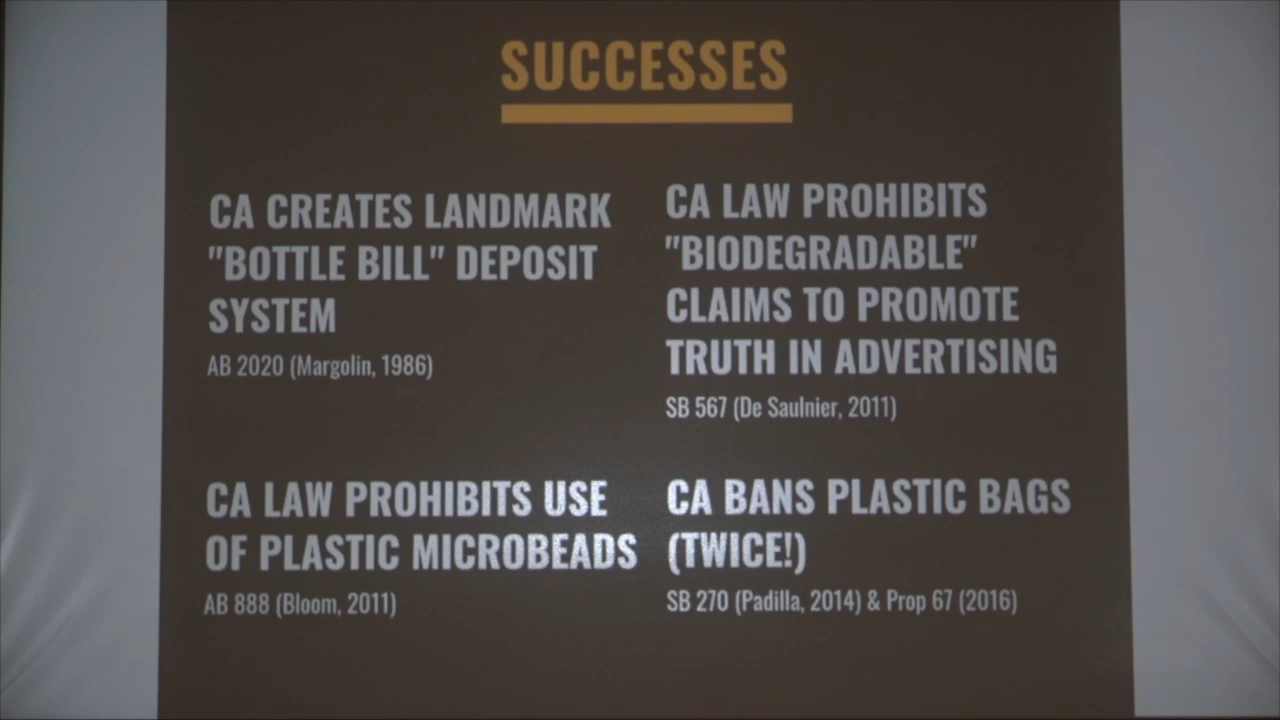 SUCCESSES
CA CREATES LANDMARK
"BOTTLE BILL" DEPOSIT
SYSTEM
AB 2020 (Margolin, 1986)
CA LAW PROHIBITS
"BIODEGRADABLE"
CLAIMS TO PROMOTE
TRUTH IN ADVERTISING
SB 567 (De Saulnier, 2011)
CA LAW PROHIBITS USE
OF PLASTIC MICROBEADS
AB 888 (Bloom, 2011)
CA BANS PLASTIC BAGS
(TWICE!)
SB 270 (Padilla, 2014) & Prop 67 (2016)